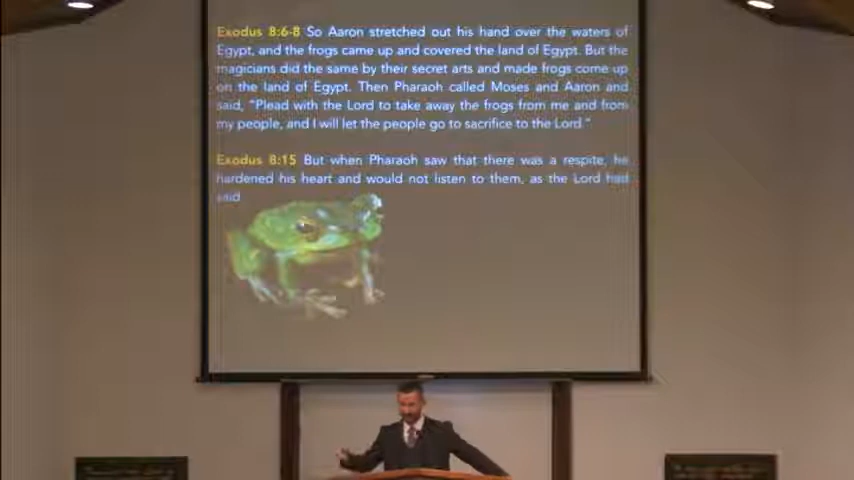 Exodus 8:6-8 So Aaron stretched out his hand over the waters of
Egypt, and the frogs came up and covered the land of Egypt. But the
magicians did the same by their secret arts and made frogs come up
on the land of Egypt. Then Pharaoh called Moses and Aaron and
said, "Plead with the Lord to take away the frogs from me and from
my people, and I will let the people go to sacrifice to the Lord."
Exodus 8:15 But when Pharaoh saw that there was a respite, he
hardened his heart and would not listen to them, as the Lord had
said